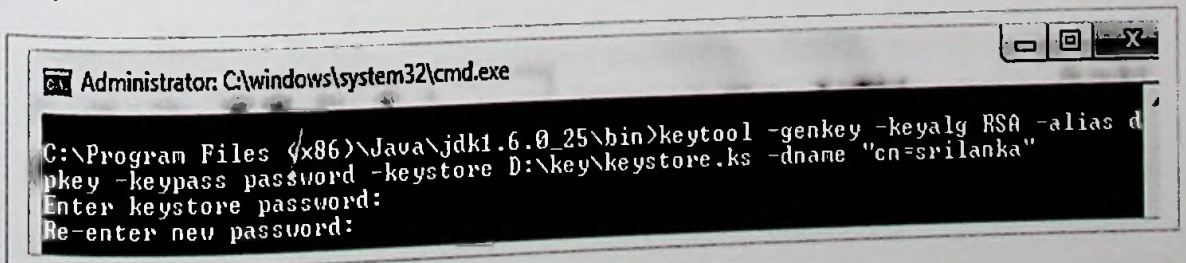 Administrator: C:\windows\system32\cmd.exe
C:\Program Files (x86)\Java\jdk1.6.0_25\bin>keytool -genkey -keyalg RSA -alias d
pkey -keypass password -keystore D:\key\keystore.ks -dname "cn=srilanka"
Enter keystore password:
Re-enter new password: